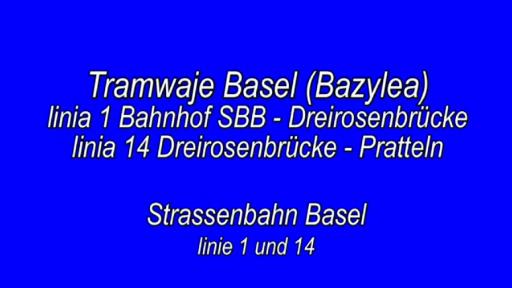 Tramwaje Basel (Bazylea)
linia 1 Bahnhof SBB - Dreirosenbrücke
linia 14 Dreirosenbrücke - Pratteln
Strassenbahn Basel
linie 1 und 14